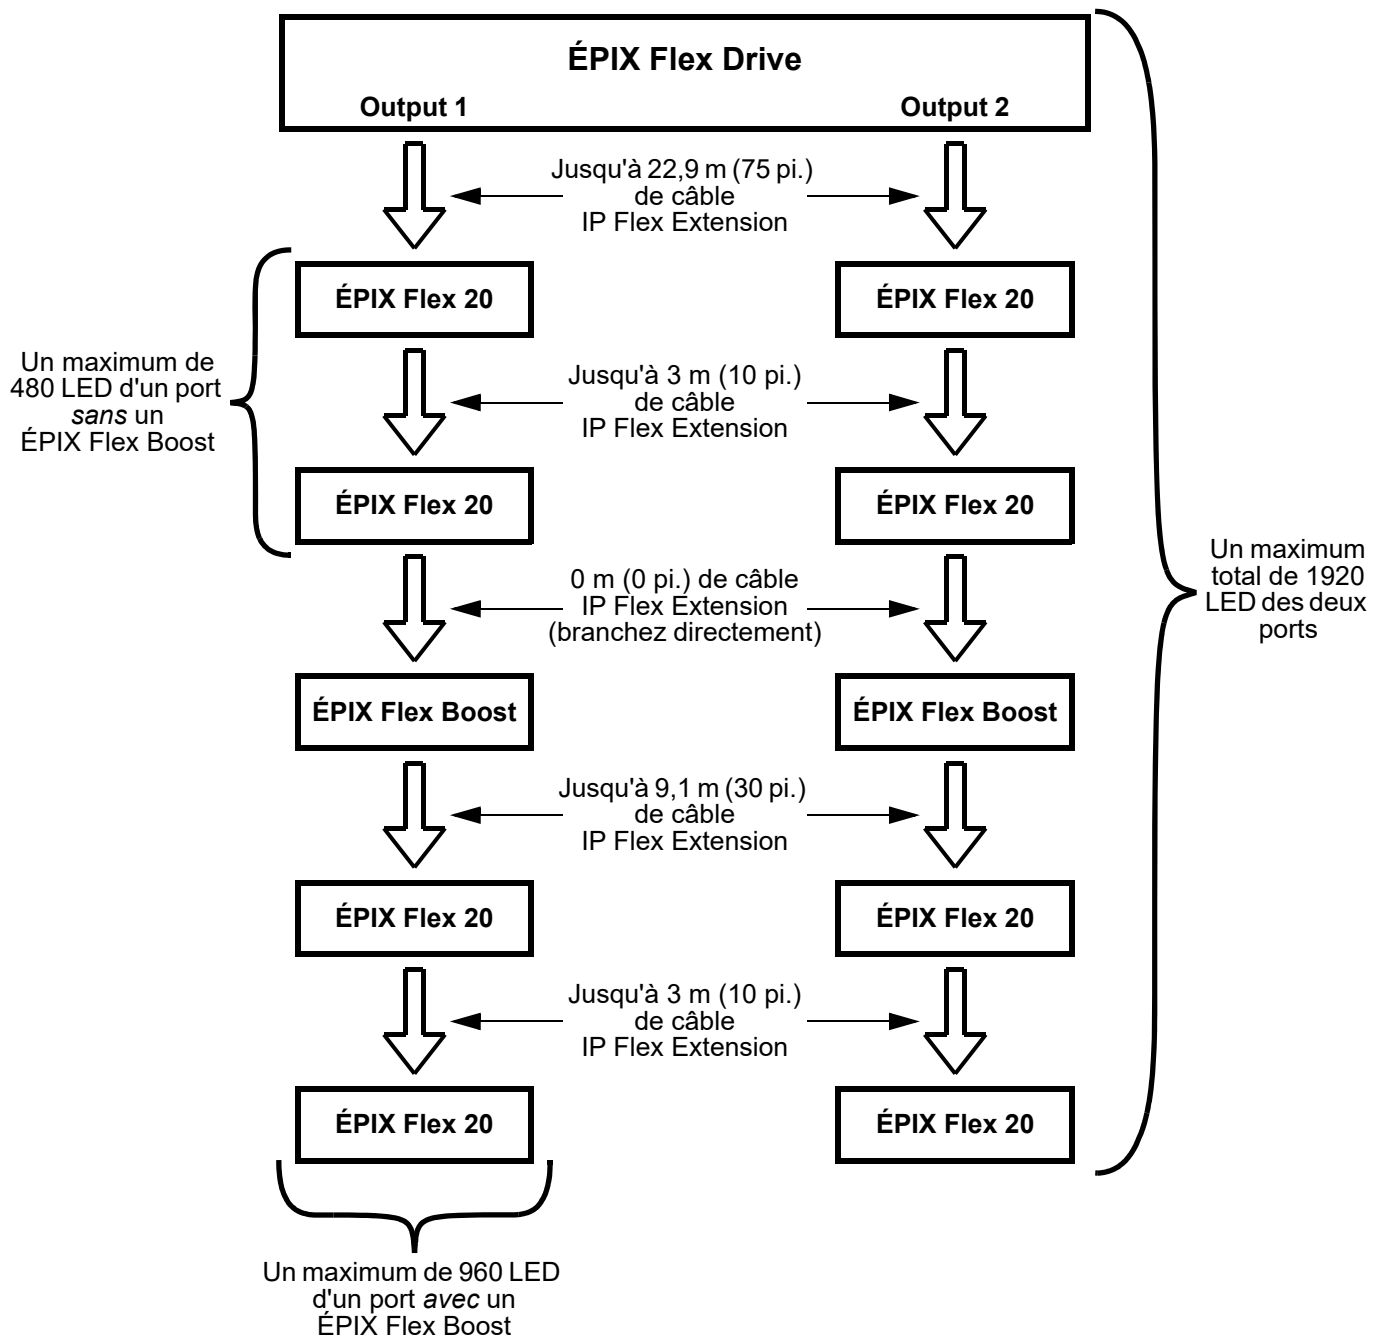 ÉPIX Flex Drive
Output 1
Output 2
Jusqu'à 22,9 m (75 pi.)
de câble
IP Flex Extension
ÉPIX Flex 20
ÉPIX Flex 20
Un maximum de
480 LED d'un port
sans un
ÉPIX Flex Boost
Jusqu'à 3 m (10 pi.)
de câble
IP Flex Extension
ÉPIX Flex 20
ÉPIX Flex 20
Un maximum
total de 1920
LED des deux
ports
0 m (0 pi.) de câble
IP Flex Extension
(branchez directement)
ÉPIX Flex Boost
ÉPIX Flex Boost
Jusqu'à 9,1 m (30 pi.)
de câble
IP Flex Extension
ÉPIX Flex 20
ÉPIX Flex 20
Jusqu'à 3 m (10 pi.)
de câble
IP Flex Extension
ÉPIX Flex 20
ÉPIX Flex 20
Un maximum de 960 LED
d'un port avec un
ÉPIX Flex Boost